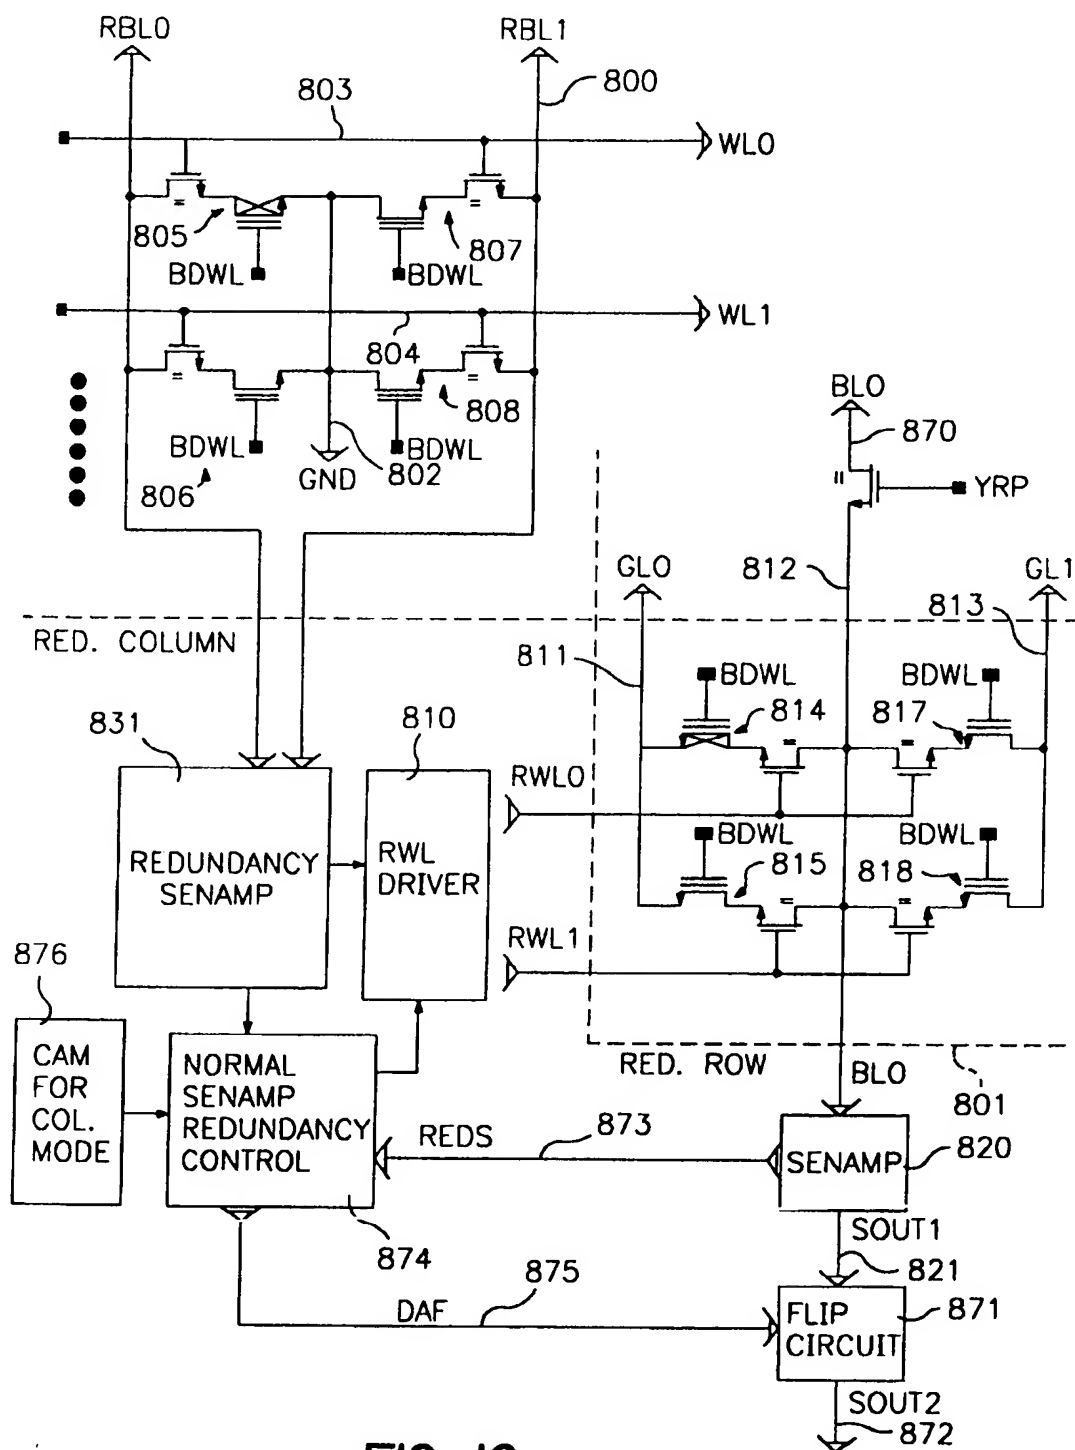 RBL0 RBL1
800
803
WL0
805
807
BDWL BDWL
WL1
804
808
BDWL BDWL
806
GND 802
BL0
870
YRP
GL0 812 GL1
813
RED. COLUMN
811
BDWL BDWL
831 810 814 817
RWL0
REDUNDANCY
SENAMP
RWL
DRIVER
BDWL BDWL
815 818
876
RWL1
CAM
FOR
COL.
MODE
NORMAL
SENAMP
REDUNDANCY
CONTROL
RED. ROW BL0
801
REDS 873
SENAMP 820
SOUT1
874 821
875
DAF
FLIP
CIRCUIT
871
SOUT2
872